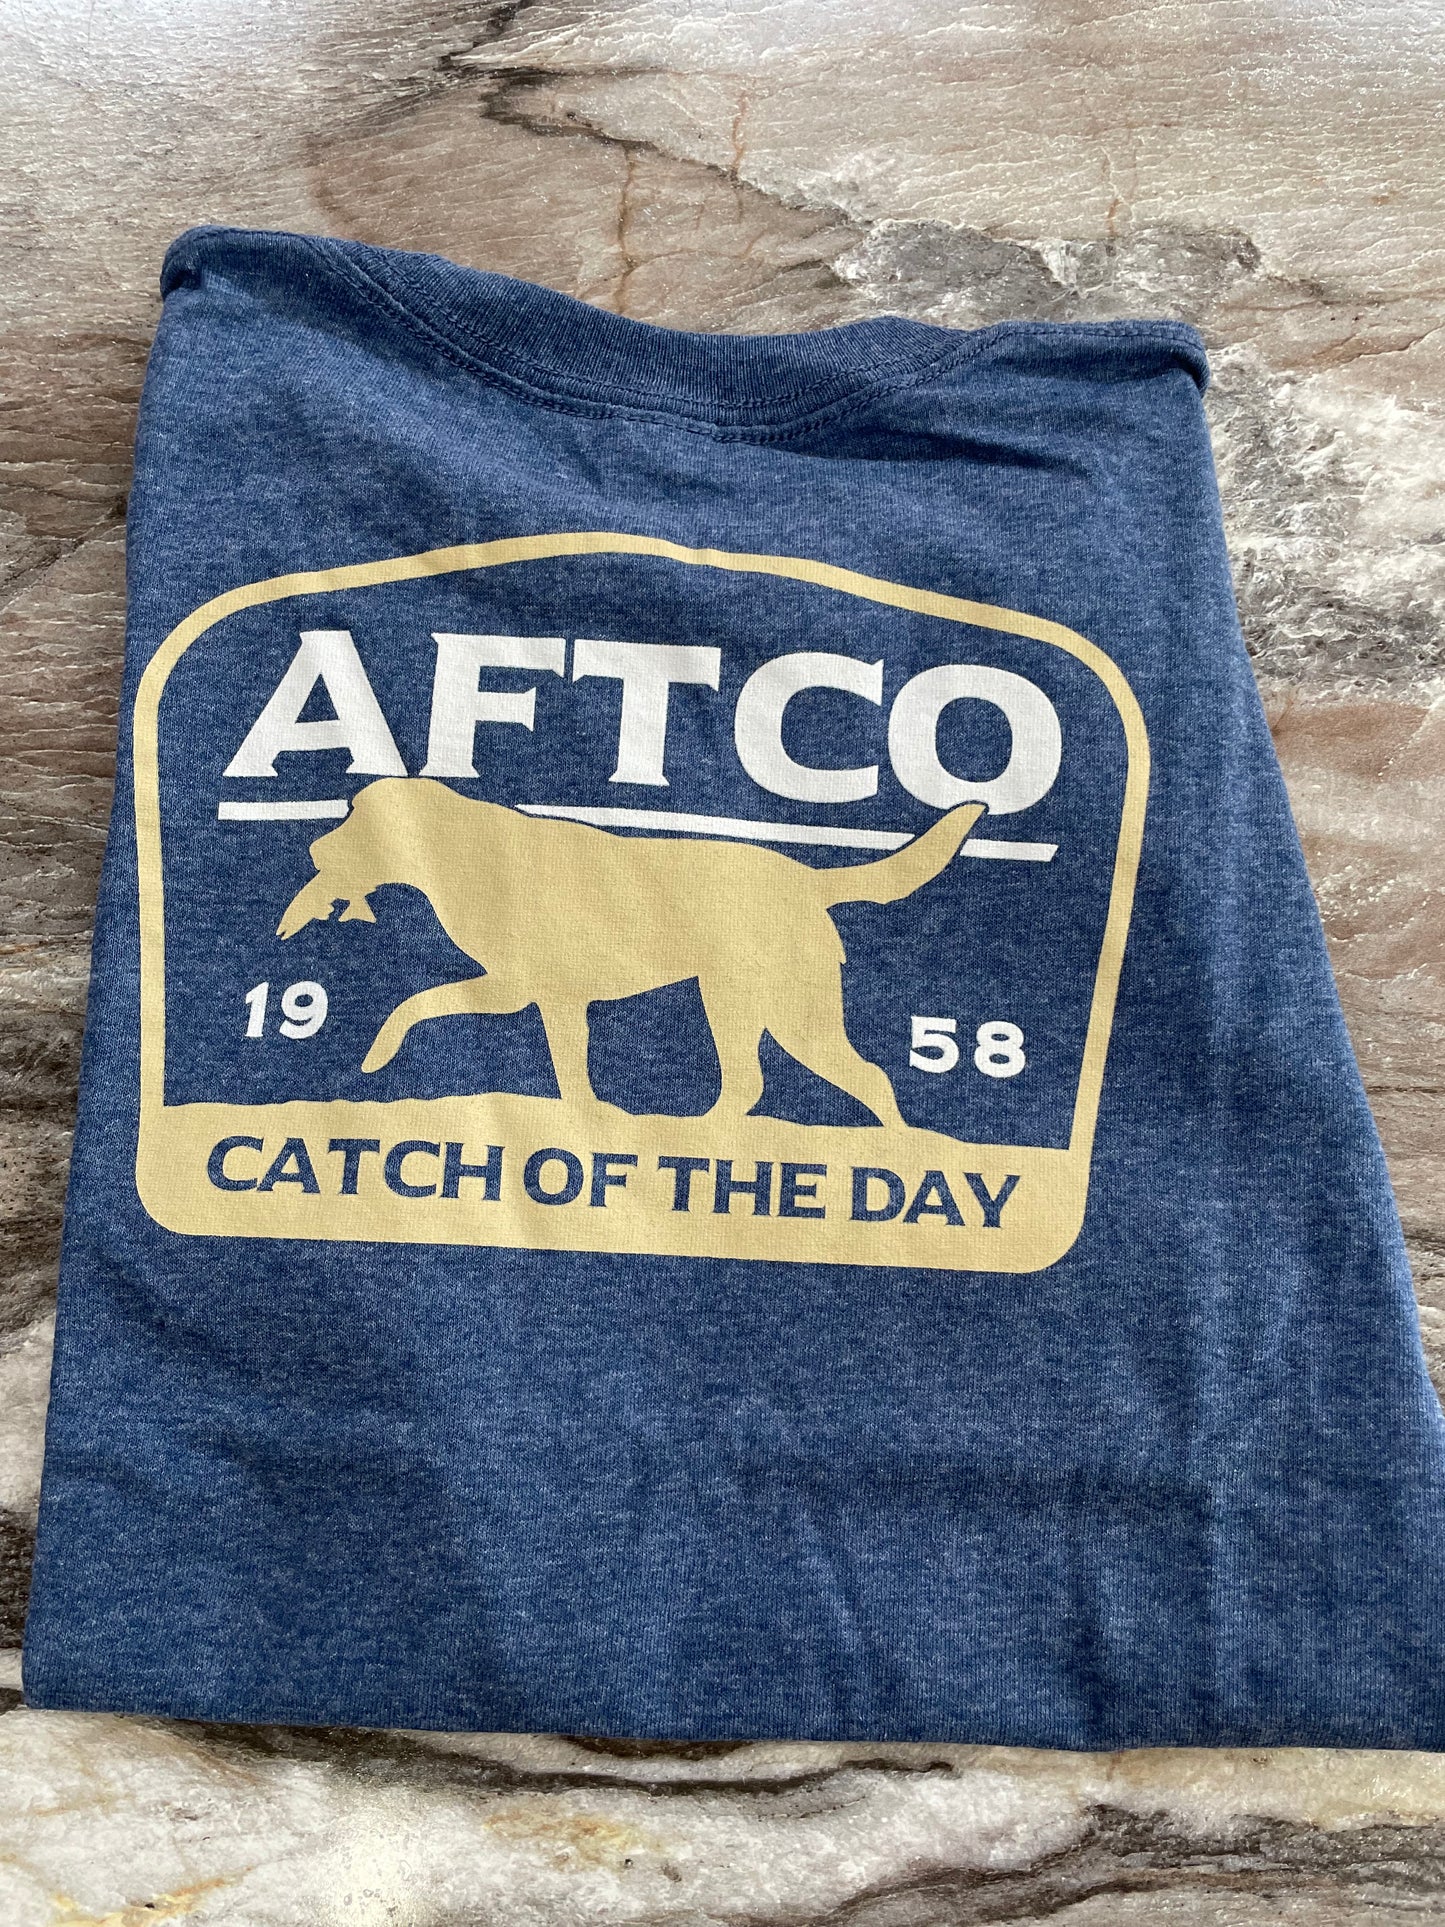 AFTCO
19 58
CATCH OF THE DAY